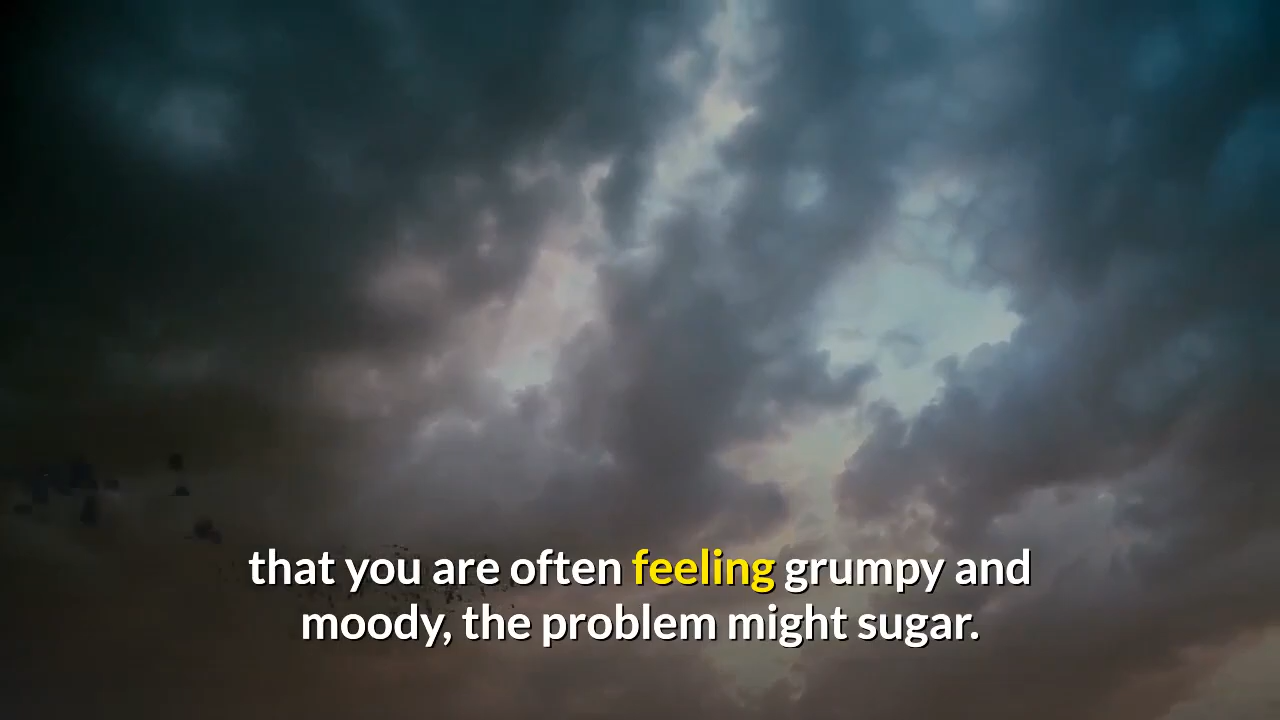 that you are often feeling grumpy and
moody, the problem might sugar.